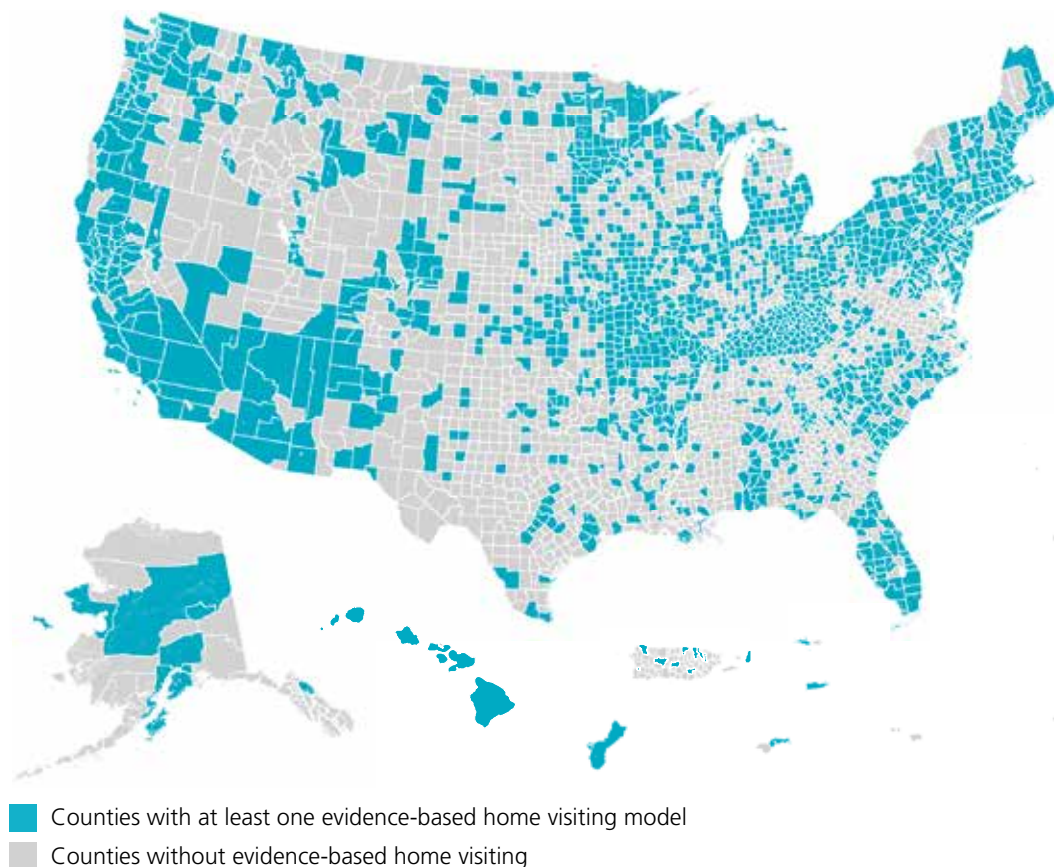 Counties with at least one evidence-based home visiting model
Counties without evidence-based home visiting